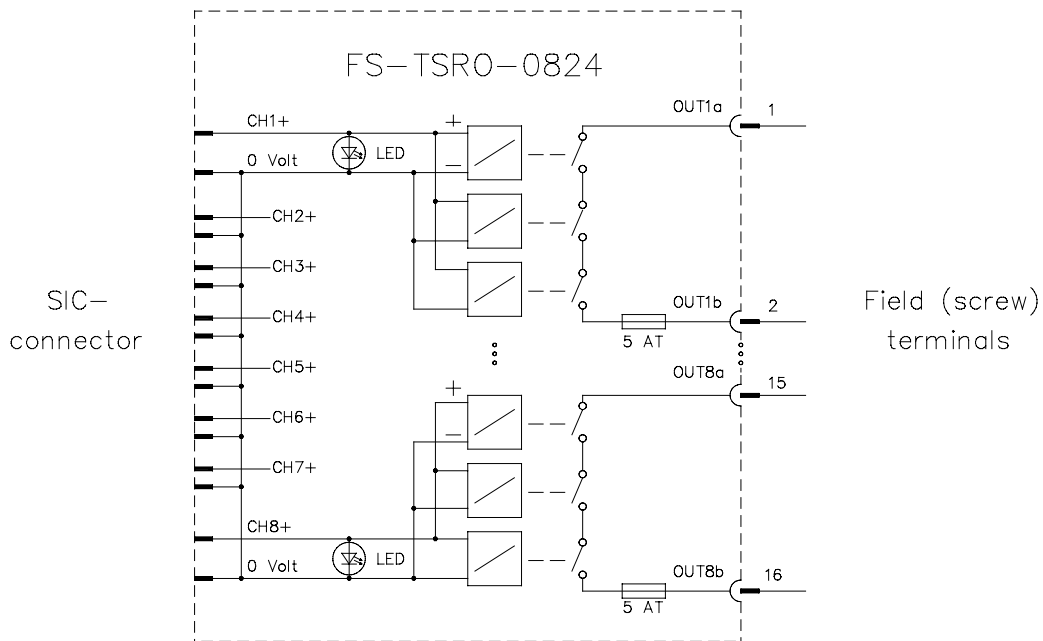 FS-TSRO-0824
CH1+
LED
0 Volt
CH2+
CH3+
CH4+
CH5+
CH6+
CH7+
CH8+
LED
0 Volt
SIC-
connector
+
−
+
−
OUT1a
1
OUT1b
2
5 AT
OUT8a
15
OUT8b
16
5 AT
Field (screw)
terminals